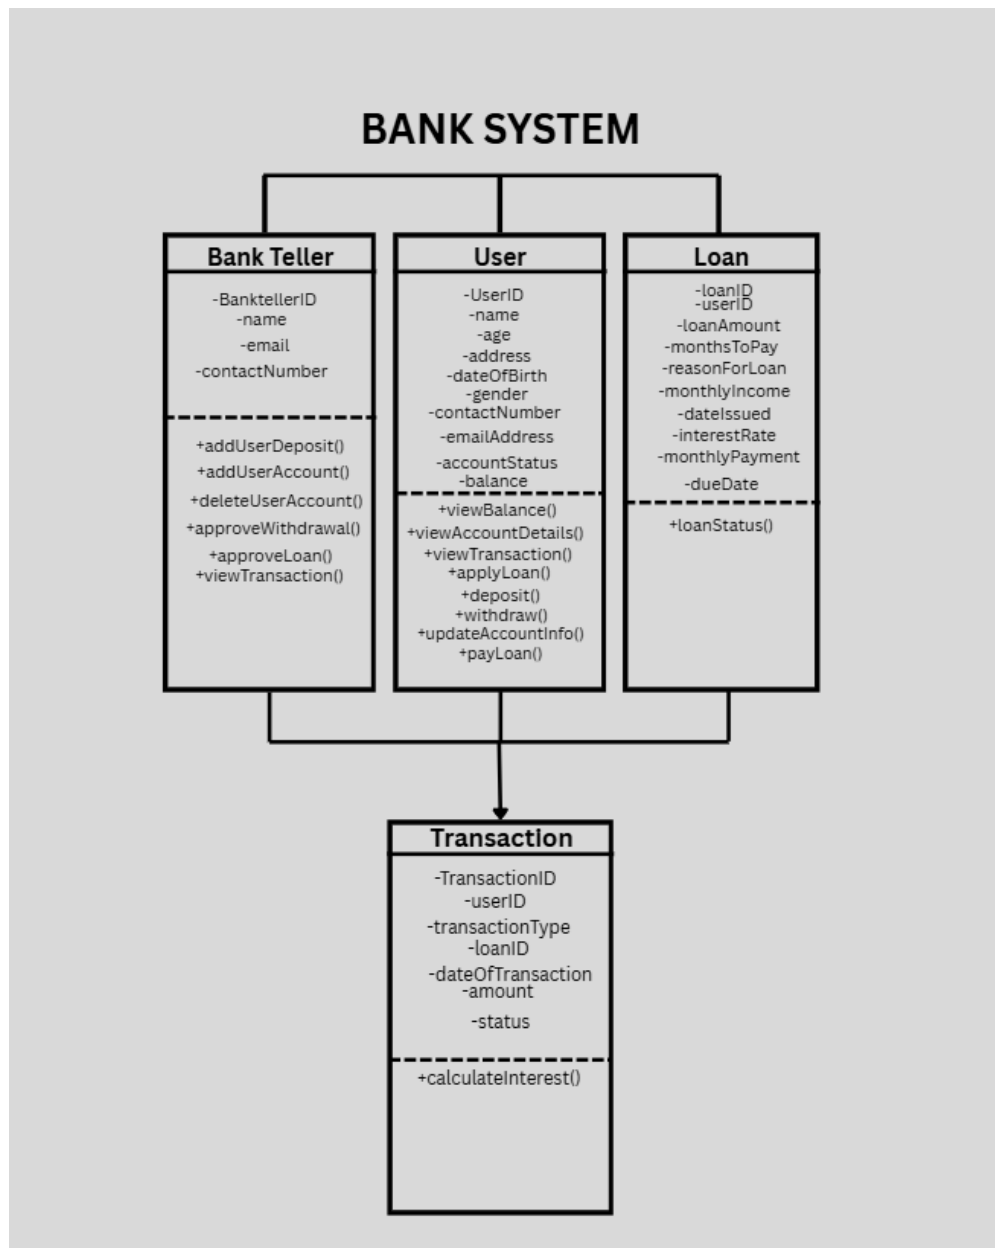 BANK SYSTEM
Bank Teller
-BanktellerID
-name
-email
-contactNumber
+addUserDeposit()
+addUserAccount()
+deleteUserAccount()
+approveWithdrawal()
+approveLoan()
+viewTransaction()
User
-UserID
-name
-age
-address
-dateOfBirth
-gender
-contactNumber
-emailAddress
-accountStatus
-balance
+viewBalance()
+viewAccountDetails()
+viewTransaction()
+applyLoan()
+deposit()
+withdraw()
+updateAccountInfo()
+payLoan()
Loan
-loanID
-userID
-loanAmount
-monthsToPay
-reasonForLoan
-monthlyIncome
-dateIssued
-interestRate
-monthlyPayment
-dueDate
+loanStatus()
Transaction
-TransactionID
-userID
-transactionType
-loanID
-dateOfTransaction
-amount
-status
+calculateInterest()